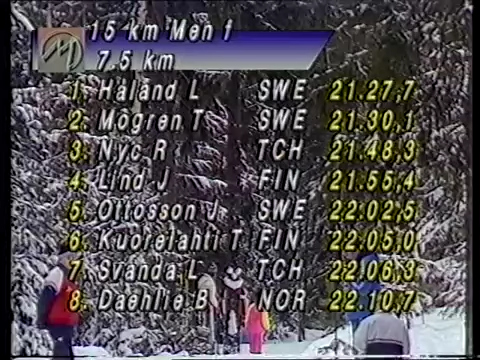 15 km Men f
7.5 km
1. Håland L SWE 21.27,7
2. Mögren T SWE 21.30,1
3. Nyc R TCH 21.48,3
4. Lind J FIN 21.55,4
5. Ottosson J SWE 22.02,5
6. Kuorelahti T FIN 22.05,0
7. Svanda L TCH 22.06,3
8. Daehlie B NOR 22.10,7